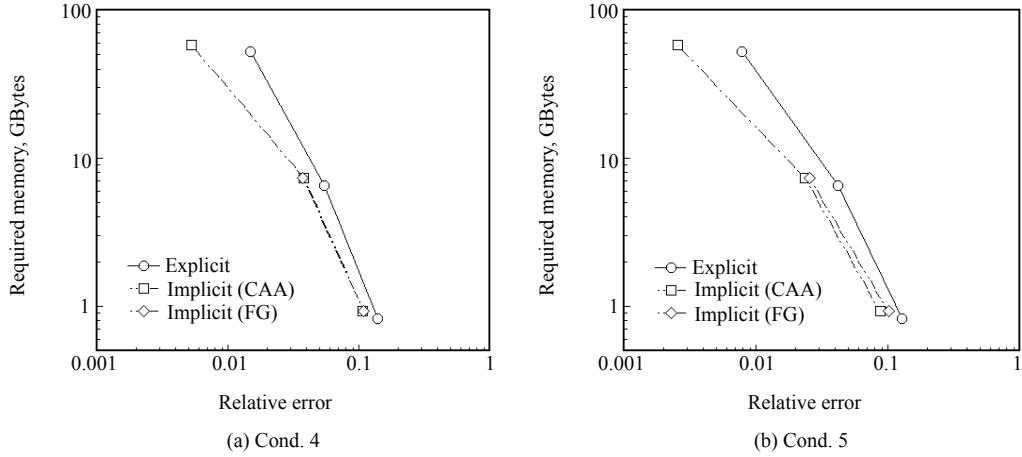 100
10
1
Required memory, GBytes
Explicit
Implicit (CAA)
Implicit (FG)
0.001 0.01 0.1 1
Relative error
(a) Cond. 4
100
10
1
Required memory, GBytes
Explicit
Implicit (CAA)
Implicit (FG)
0.001 0.01 0.1 1
Relative error
(b) Cond. 5